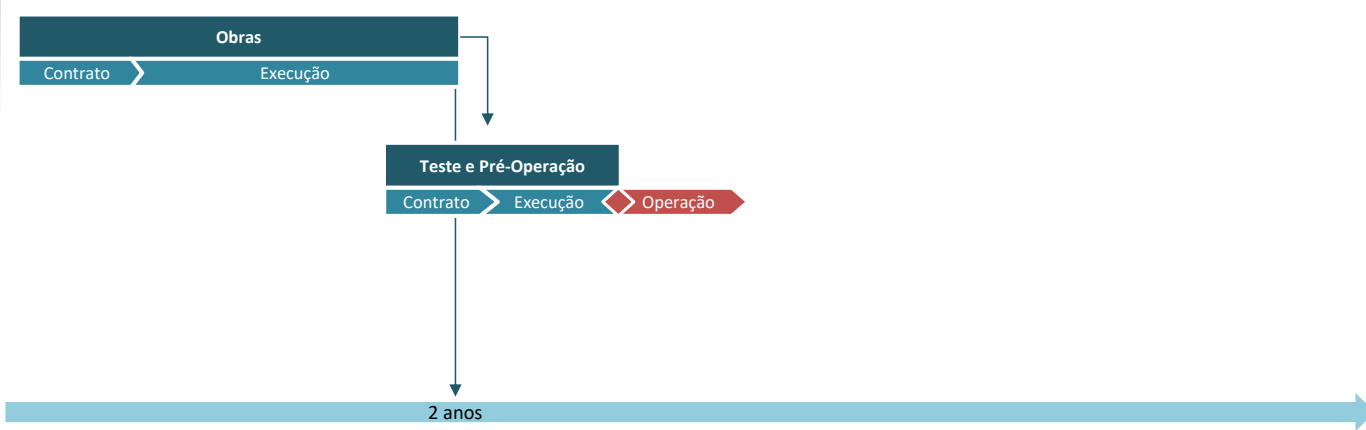 Obras
Contrato Execução
Teste e Pré-Operação
Contrato Execução Operação
2 anos